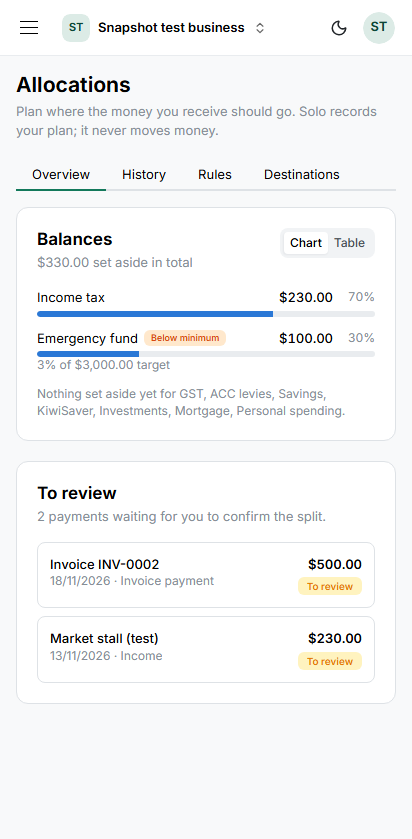 ST Snapshot test business ST
Allocations
Plan where the money you receive should go. Solo records
your plan; it never moves money.
Overview History Rules Destinations
Balances
Chart Table
$330.00 set aside in total
Income tax $230.00 70%
Emergency fund Below minimum $100.00 30%
3% of $3,000.00 target
Nothing set aside yet for GST, ACC levies, Savings,
KiwiSaver, Investments, Mortgage, Personal spending.
To review
2 payments waiting for you to confirm the split.
Invoice INV-0002 $500.00
18/11/2026 · Invoice payment To review
Market stall (test) $230.00
13/11/2026 · Income To review